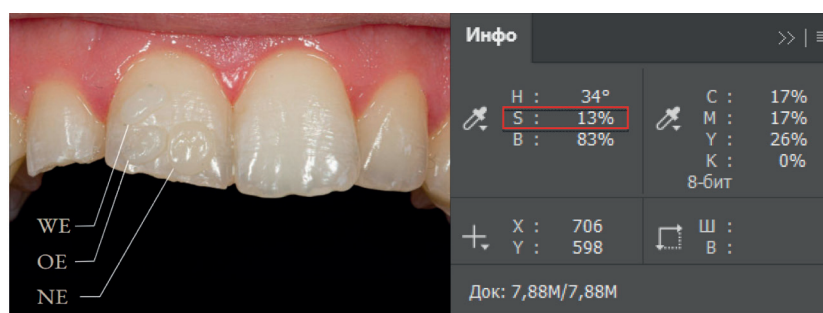 WE
OE
NE
Инфо
H : 34°
S : 13%
B : 83%
C : 17%
M : 17%
Y : 26%
K : 0%
8-бит
X : 706
Y : 598
Ш :
В :
Док: 7,88M/7,88M